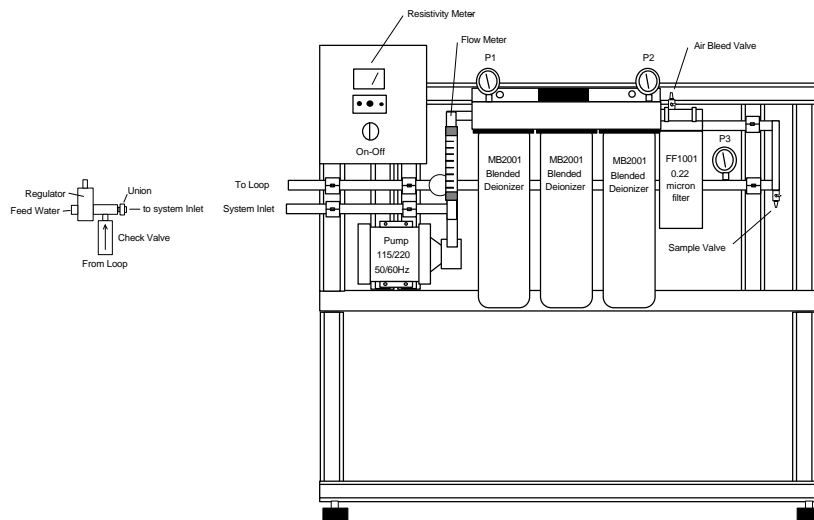 Resistivity Meter
Flow Meter
P1
P2
Air Bleed Valve
On-Off
MB2001
Blended
Deionizer
MB2001
Blended
Deionizer
MB2001
Blended
Deionizer
FF1001
0.22
micron
filter
P3
To Loop
System Inlet
Regulator
Union
Feed Water
to system Inlet
Check Valve
From Loop
Pump
115/220
50/60Hz
Sample Valve